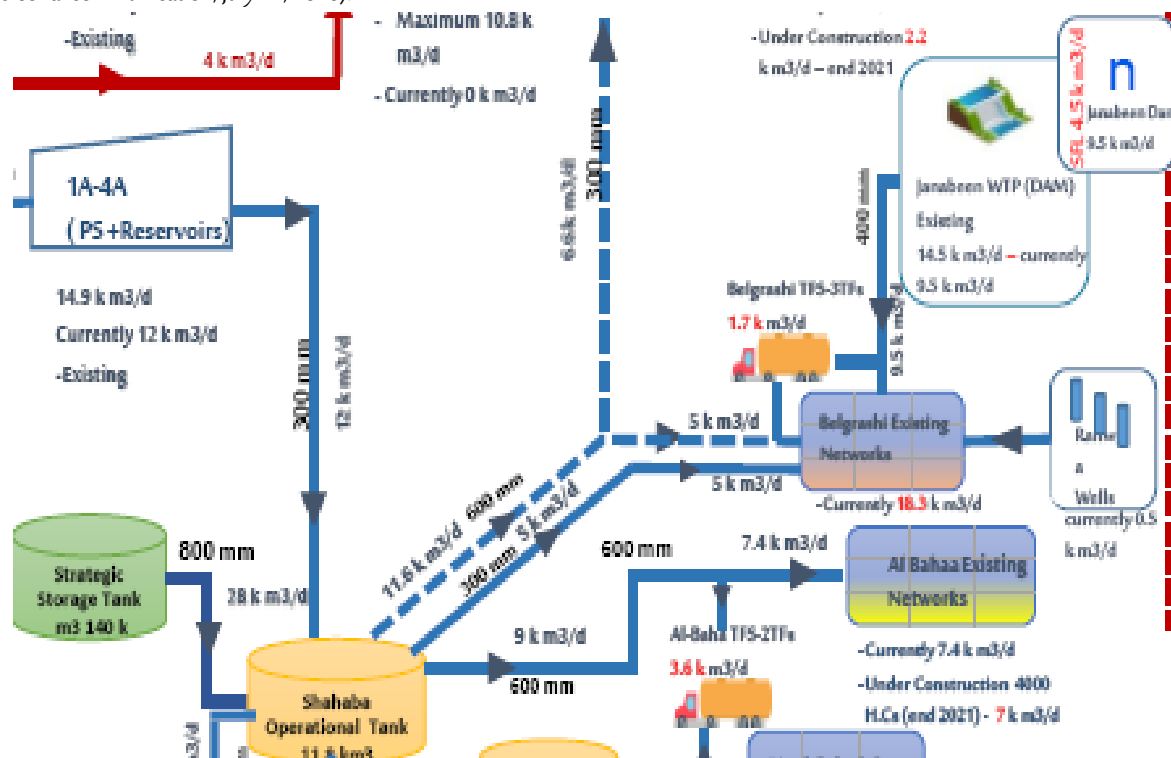 -Existing
4 k m3/d
- Maximum 10.8 k
m3/d
- Currently 0 k m3/d
-Under Construction 2.2
k m3/d – end 2021
SRL 4.5 k m3/d
n
Janabeen Dam
9.5 k m3/d
1A-4A
( PS +Reservoirs)
14.9 k m3/d
Currently 12 k m3/d
-Existing
300 mm
12 k m3/d
6.6 k m3/d
300 mm
400 mm
9.5 k m3/d
Janabeen WTP (DAM)
Existing
14.5 k m3/d – currently
9.5 k m3/d
Belgrashi TFS-3TFs
1.7 k m3/d
5 k m3/d
Belgrashi Existing
Networks
5 k m3/d
-Currently 18.3 k m3/d
Wells
currently 0.5
k m3/d
11.6 k m3/d
600 mm
300 mm
5 k m3/d
Strategic
Storage Tank
m3 140 k
800 mm
28 k m3/d
600 mm
7.4 k m3/d
Al Bahaa Existing
Networks
9 k m3/d
600 mm
Al-Baha TFS-2TFs
3.6 k m3/d
-Currently 7.4 k m3/d
-Under Construction 4000
H.Cs (end 2021) - 7 k m3/d
Shahaba
Operational Tank
11.8 km3
m3/d